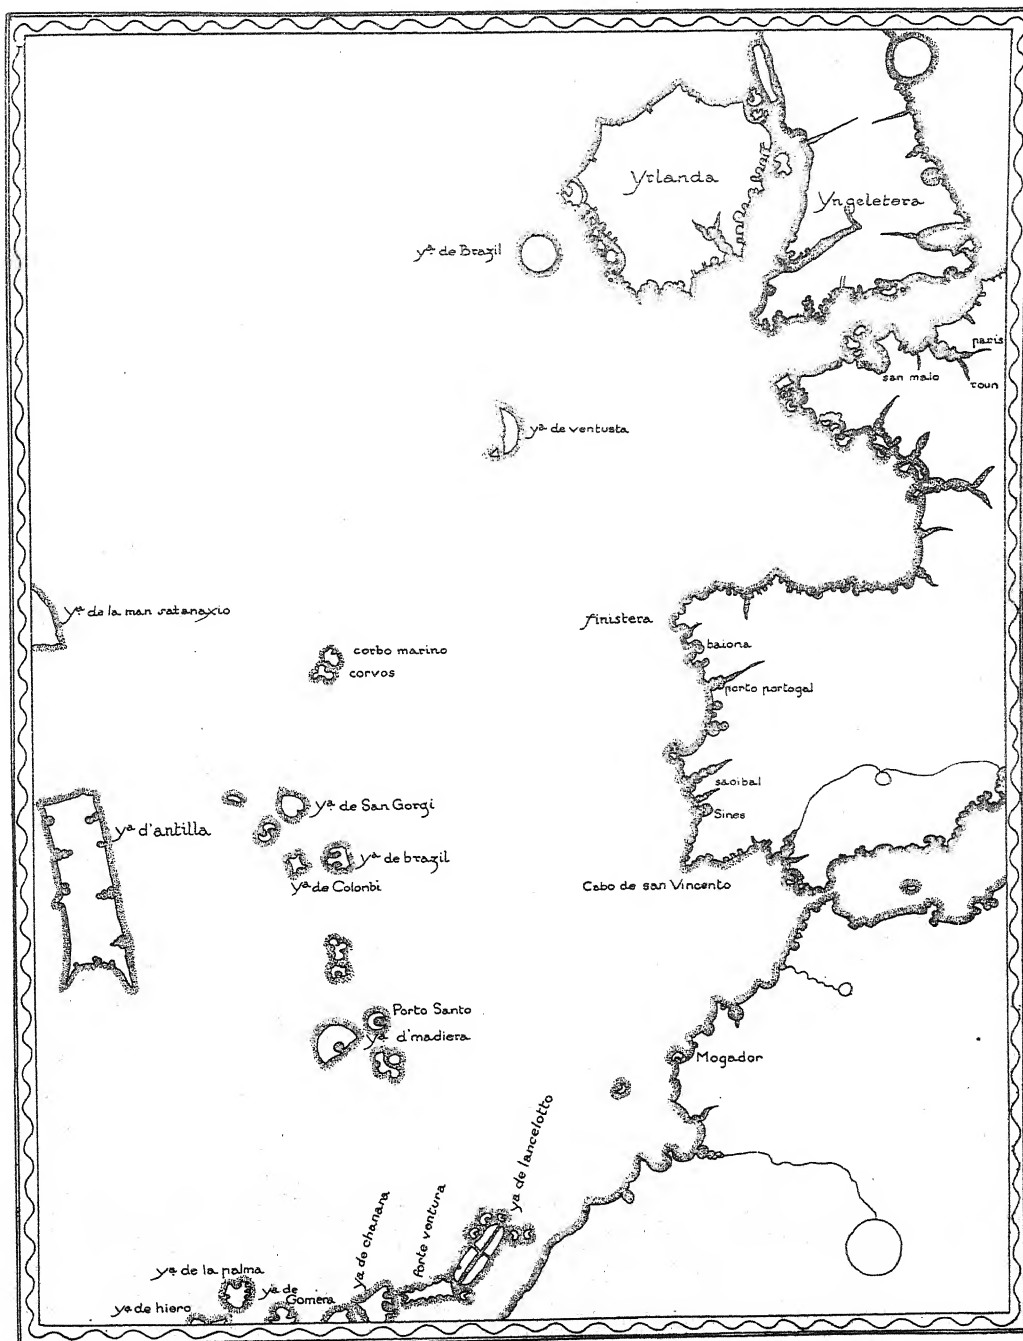 Yrlanda
Yngeletera
yª de Brazil
paris
san malo
roun
yª de ventusta
yª de la man satanaxio
finistera
corbo marino
corvos
baiona
porto portogal
saoibal
yª de San Gorgi
Sines
yª d'antilla
yª de brazil
yª de Colonbi
Cabo de san Vincento
Porto Santo
yª d'madiera
Mogador
yª de lancelotto
Forte ventura
yª de chanara
yª de la palma
yª de
Gomera
yª de hiero